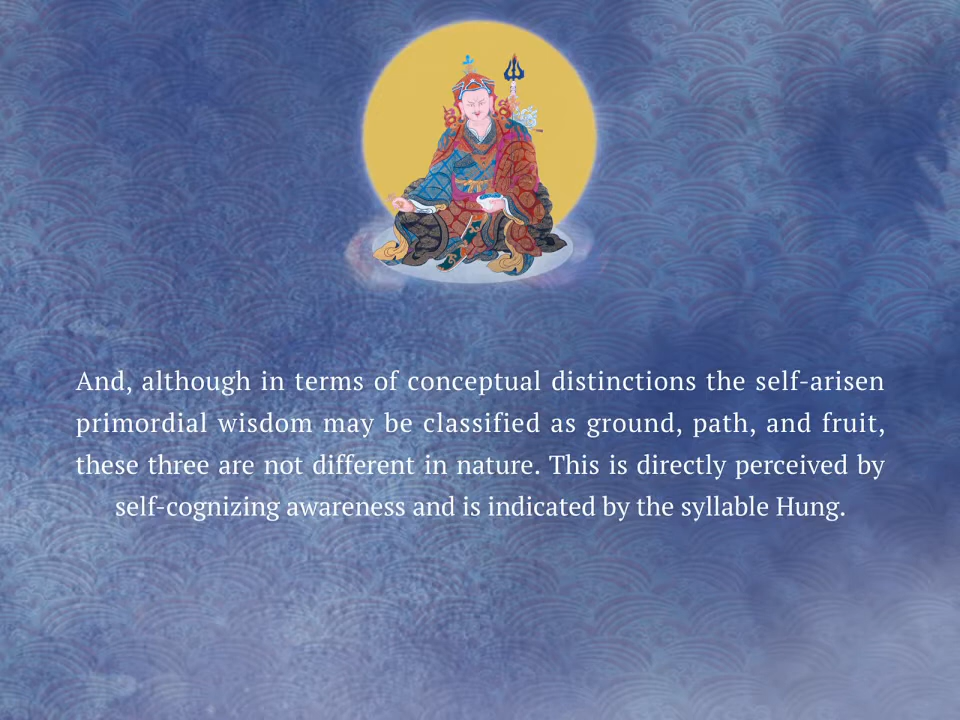 And, although in terms of conceptual distinctions the self-arisen
primordial wisdom may be classified as ground, path, and fruit,
these three are not different in nature. This is directly perceived by
self-cognizing awareness and is indicated by the syllable Hung.